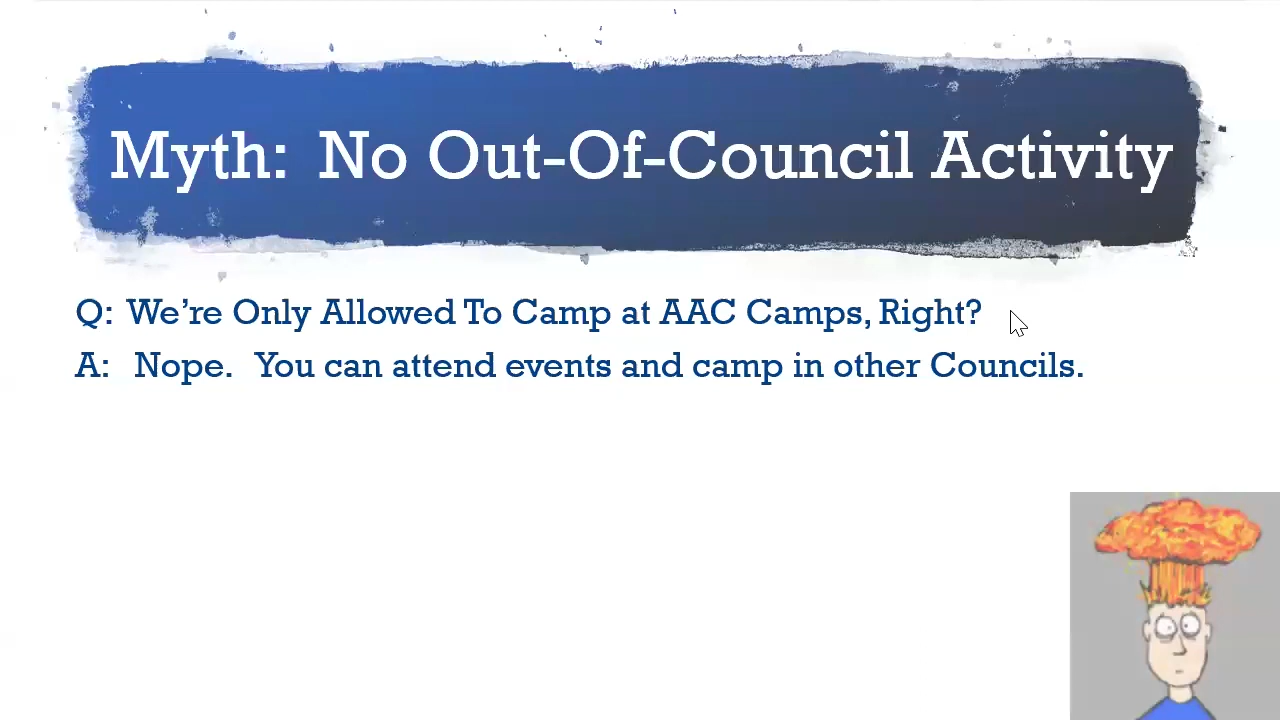 Myth: No Out-Of-Council Activity
Q: We’re Only Allowed To Camp at AAC Camps, Right?
A: Nope. You can attend events and camp in other Councils.